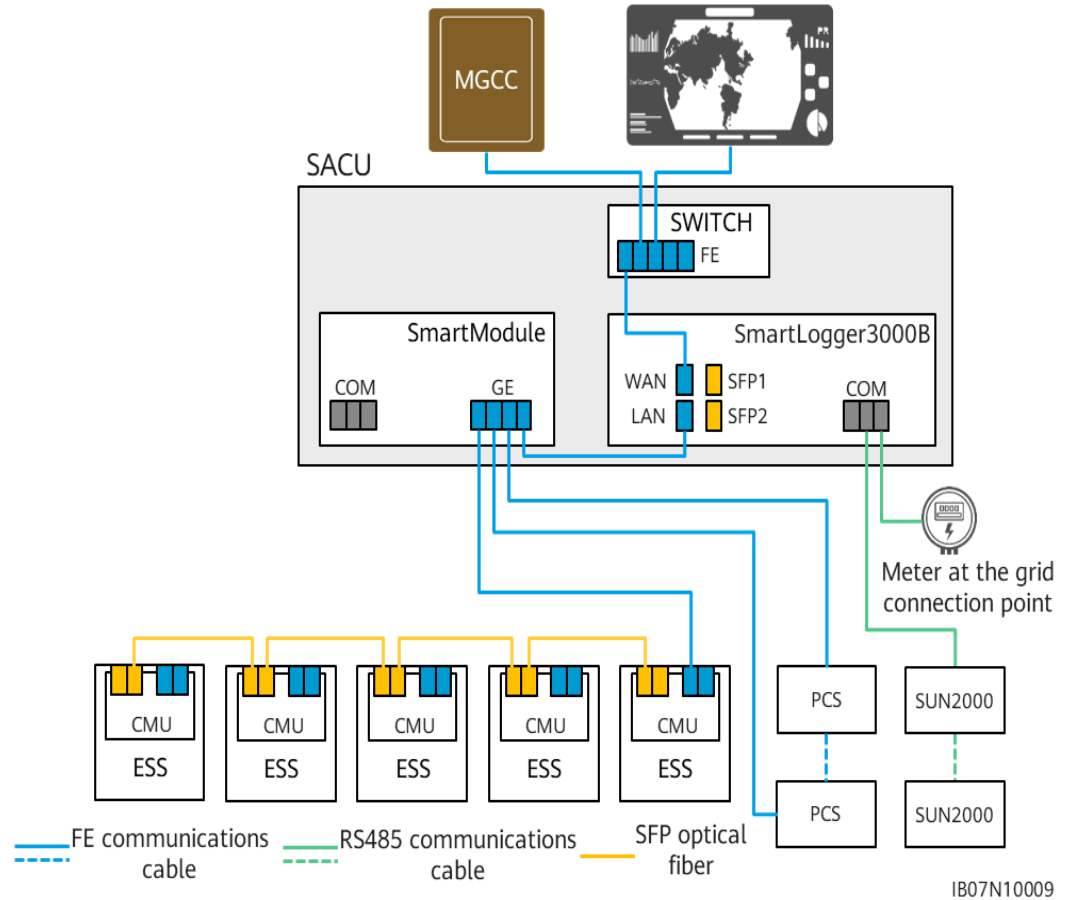 MGCC
PR
SACU
SWITCH
FE
SmartModule
COM
GE
SmartLogger3000B
WAN
SFP1
LAN
SFP2
COM
0000
Meter at the grid
connection point
CMU
ESS
CMU
ESS
CMU
ESS
CMU
ESS
CMU
ESS
PCS
SUN2000
PCS
SUN2000
FE communications
cable
RS485 communications
cable
SFP optical
fiber
IB07N10009